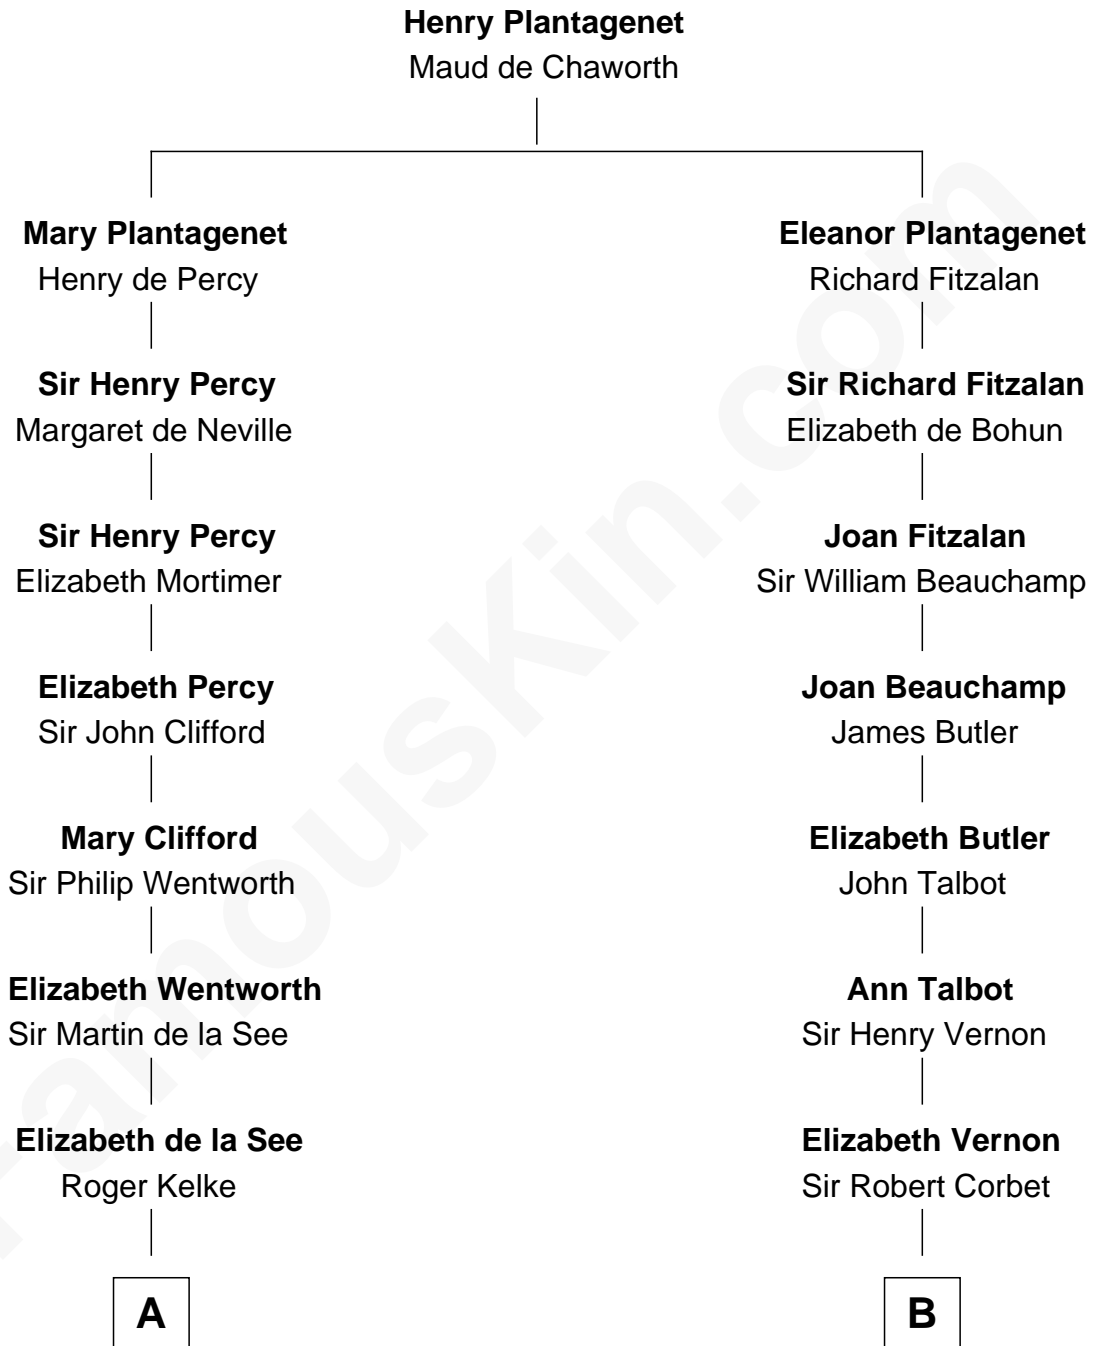 Henry Plantagenet
Maud de Chaworth
Mary Plantagenet
Henry de Percy
Eleanor Plantagenet
Richard Fitzalan
Sir Henry Percy
Margaret de Neville
Sir Richard Fitzalan
Elizabeth de Bohun
Sir Henry Percy
Elizabeth Mortimer
Joan Fitzalan
Sir William Beauchamp
Elizabeth Percy
Sir John Clifford
Joan Beauchamp
James Butler
Mary Clifford
Sir Philip Wentworth
Elizabeth Butler
John Talbot
Elizabeth Wentworth
Sir Martin de la See
Ann Talbot
Sir Henry Vernon
Elizabeth de la See
Roger Kelke
Elizabeth Vernon
Sir Robert Corbet
A
B
FamousKin.com